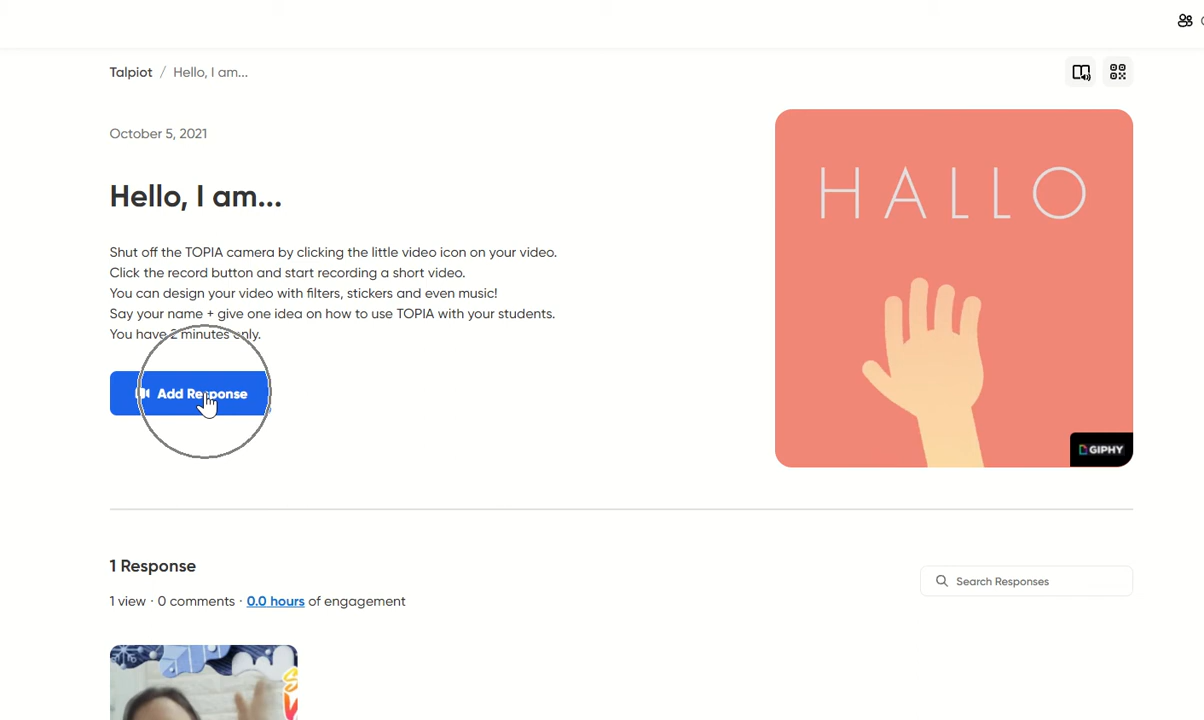 Talpiot / Hello, I am...
October 5, 2021
HALLO
Hello, I am...
Shut off the TOPIA camera by clicking the little video icon on your video.
Click the record button and start recording a short video.
You can design your video with filters, stickers and even music!
Say your name + give one idea on how to use TOPIA with your students.
You have 2 minutes only.
Add Response
GIPHY
1 Response
Search Responses
1 view · 0 comments · 0.0 hours of engagement